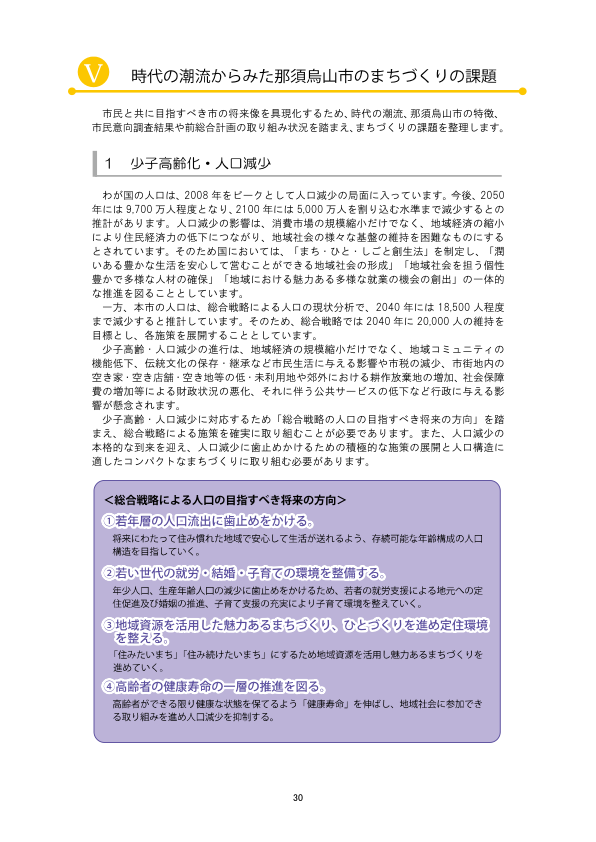 V 時代の潮流からみた那須烏山市のまちづくりの課題
市民と共に目指すべき市の将来像を具現化するため、時代の潮流、那須烏山市の特徴、
市民意向調査結果や前総合計画の取り組み状況を踏まえ、まちづくりの課題を整理します。
1 少子高齢化・人口減少
わが国の人口は、2008 年をピークとして人口減少の局面に入っています。今後、2050
年には 9,700 万人程度となり、2100 年には 5,000 万人を割り込む水準まで減少するとの
推計があります。人口減少の影響は、消費市場の規模縮小だけでなく、地域経済の縮小
により住民経済力の低下につながり、地域社会の様々な基盤の維持を困難なものにする
とされています。そのため国においては、「まち・ひと・しごと創生法」を制定し、「潤
いある豊かな生活を安心して営むことができる地域社会の形成」「地域社会を担う個性
豊かで多様な人材の確保」「地域における魅力ある多様な就業の機会の創出」の一体的
な推進を図ることとしています。
一方、本市の人口は、総合戦略による人口の現状分析で、2040 年には 18,500 人程度
まで減少すると推計しています。そのため、総合戦略では 2040 年に 20,000 人の維持を
目標とし、各施策を展開することとしています。
少子高齢・人口減少の進行は、地域経済の規模縮小だけでなく、地域コミュニティの
機能低下、伝統文化の保存・継承など市民生活に与える影響や市税の減少、市街地内の
空き家・空き店舗・空き地等の低・未利用地や郊外における耕作放棄地の増加、社会保障
費の増加等による財政状況の悪化、それに伴う公共サービスの低下など行政に与える影
響が懸念されます。
少子高齢・人口減少に対応するため「総合戦略の人口の目指すべき将来の方向」を踏
まえ、総合戦略による施策を確実に取り組むことが必要であります。また、人口減少の
本格的な到来を迎え、人口減少に歯止めかけるための積極的な施策の展開と人口構造に
適したコンパクトなまちづくりに取り組む必要があります。
＜総合戦略による人口の目指すべき将来の方向＞
①若年層の人口流出に歯止めをかける。
将来にわたって住み慣れた地域で安心して生活が送れるよう、存続可能な年齢構成の人口
構造を目指していく。
②若い世代の就労・結婚・子育ての環境を整備する。
年少人口、生産年齢人口の減少に歯止めをかけるため、若者の就労支援による地元への定
住促進及び婚姻の推進、子育て支援の充実により子育て環境を整えていく。
③地域資源を活用した魅力あるまちづくり、ひとづくりを進め定住環境
を整える。
「住みたいまち」「住み続けたいまち」にするため地域資源を活用し魅力あるまちづくりを
進めていく。
④高齢者の健康寿命の一層の推進を図る。
高齢者ができる限り健康な状態を保てるよう「健康寿命」を伸ばし、地域社会に参加でき
る取り組みを進め人口減少を抑制する。
30